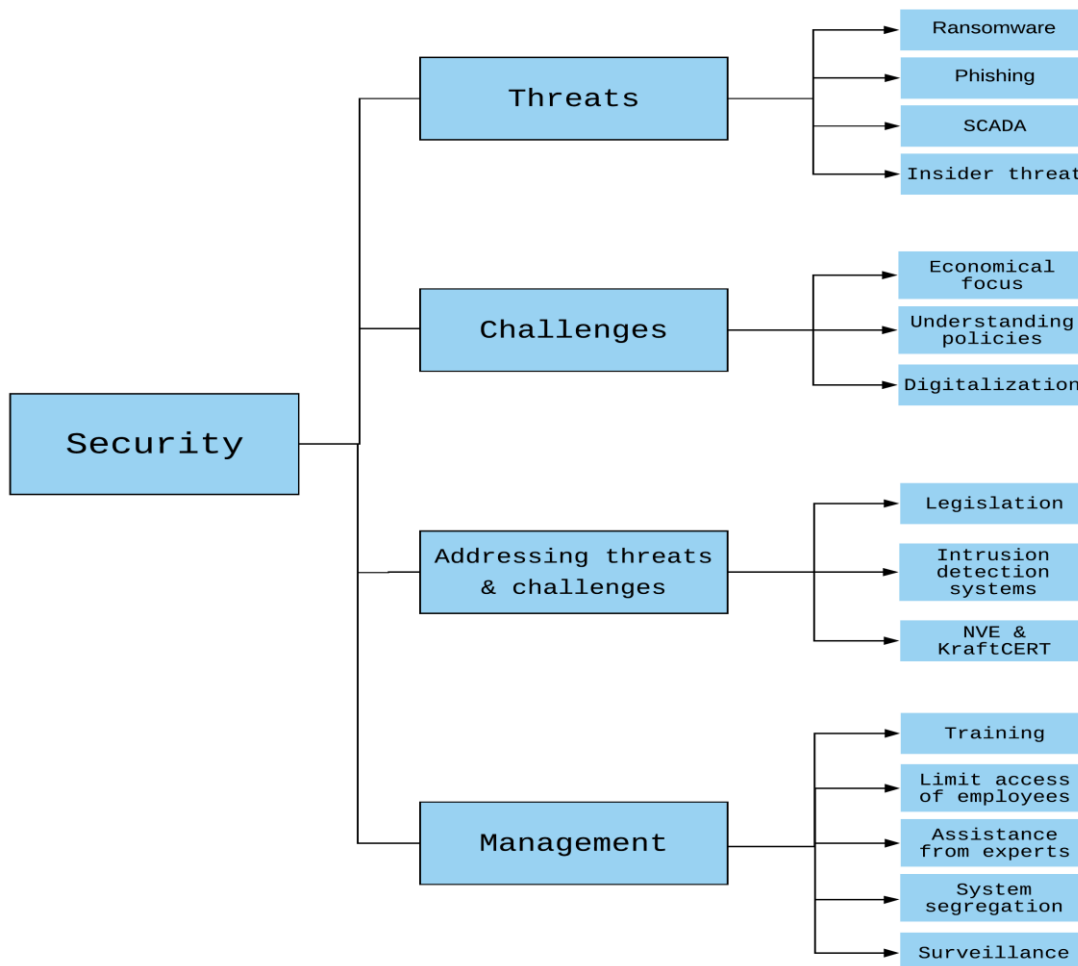 Security
Threats
Ransomware
Phishing
SCADA
Insider threat
Challenges
Economical
focus
Understanding
policies
Digitalization
Addressing threats
& challenges
Legislation
Intrusion
detection
systems
NVE &
KraftCERT
Management
Training
Limit access
of employees
Assistance
from experts
System
segregation
Surveillance